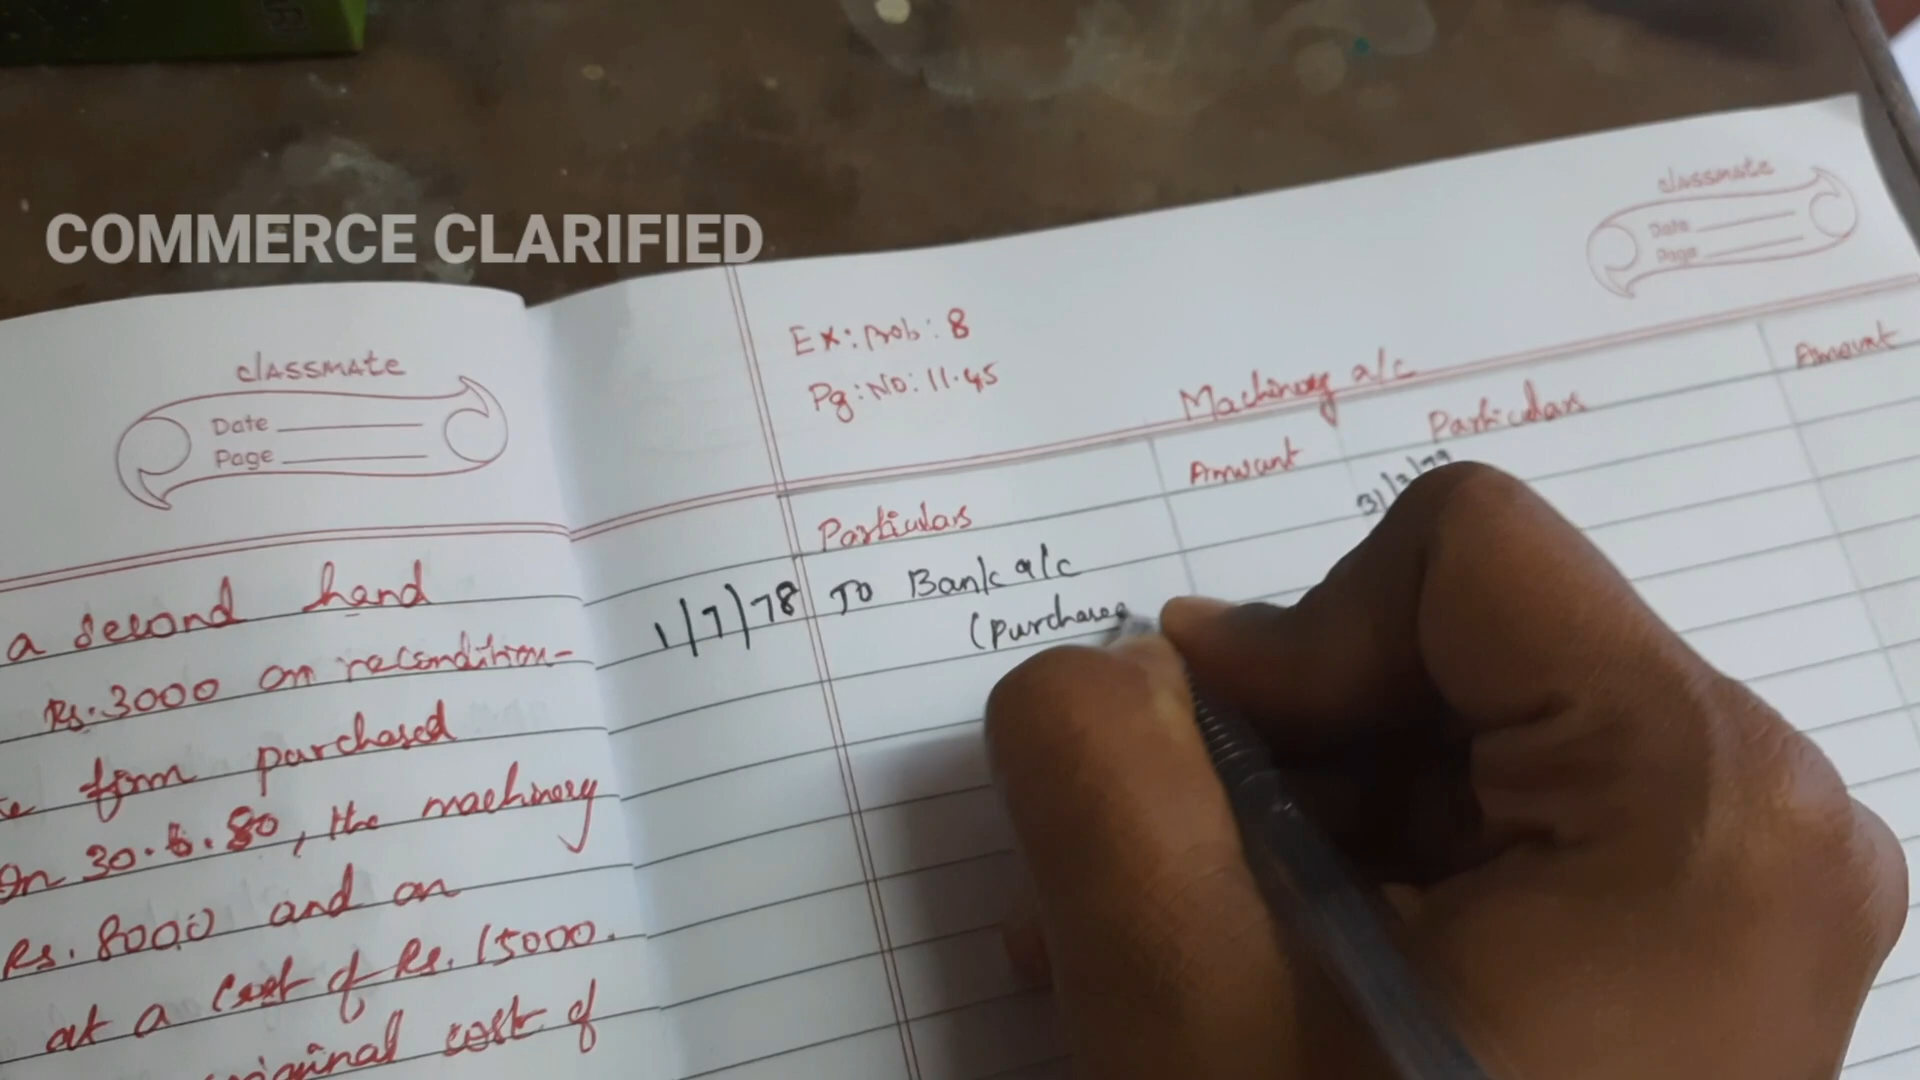 COMMERCE CLARIFIED
classmate
Date
Page
a second hand
Rs. 3000 on recondition-
form purchased
On 30.6.80, the machinery
Rs. 8000 and an
at a cost of Rs. 15000.
original cost of
classmate
Date
Page
Ex: Prob: 8
Pg: No: 11.45
Machinery a/c
Particulars
Amount
Particulars
Amount
1/7/78 To Bank a/c
(purchase